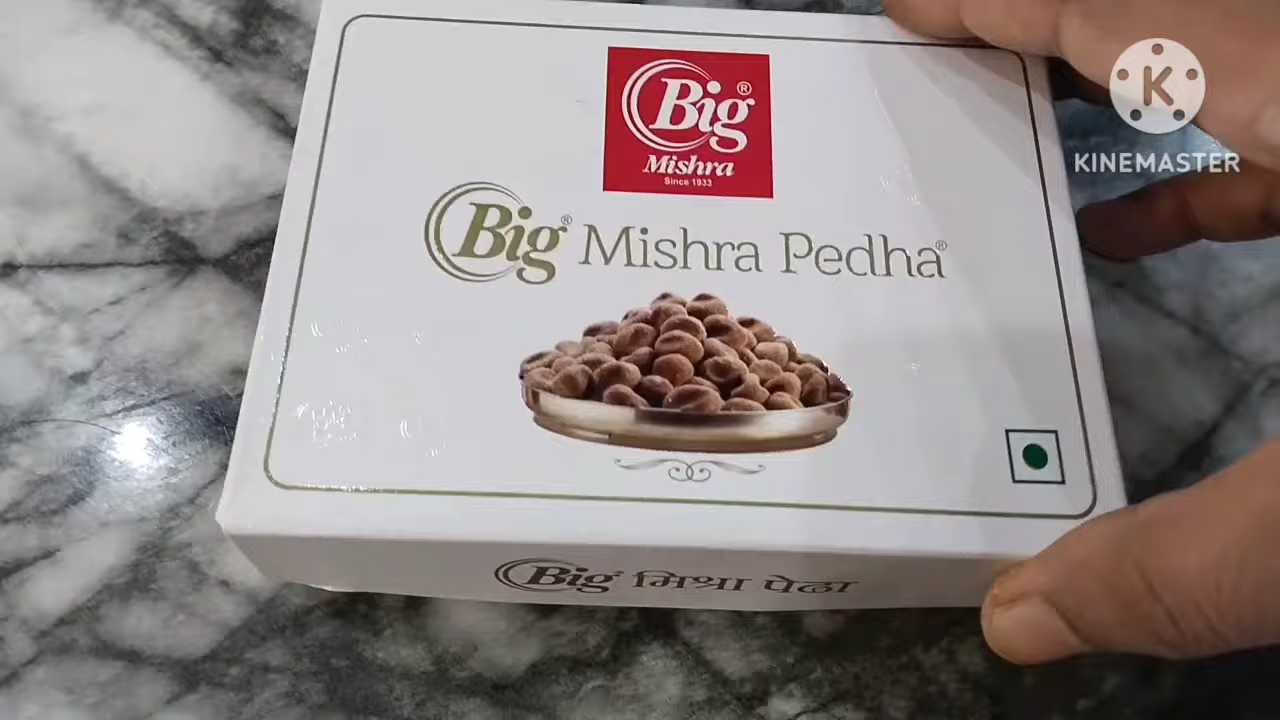 Big®
Mishra
Since 1933
KINEMASTER
Big® Mishra Pedha®
Big® मिश्रा पेढा